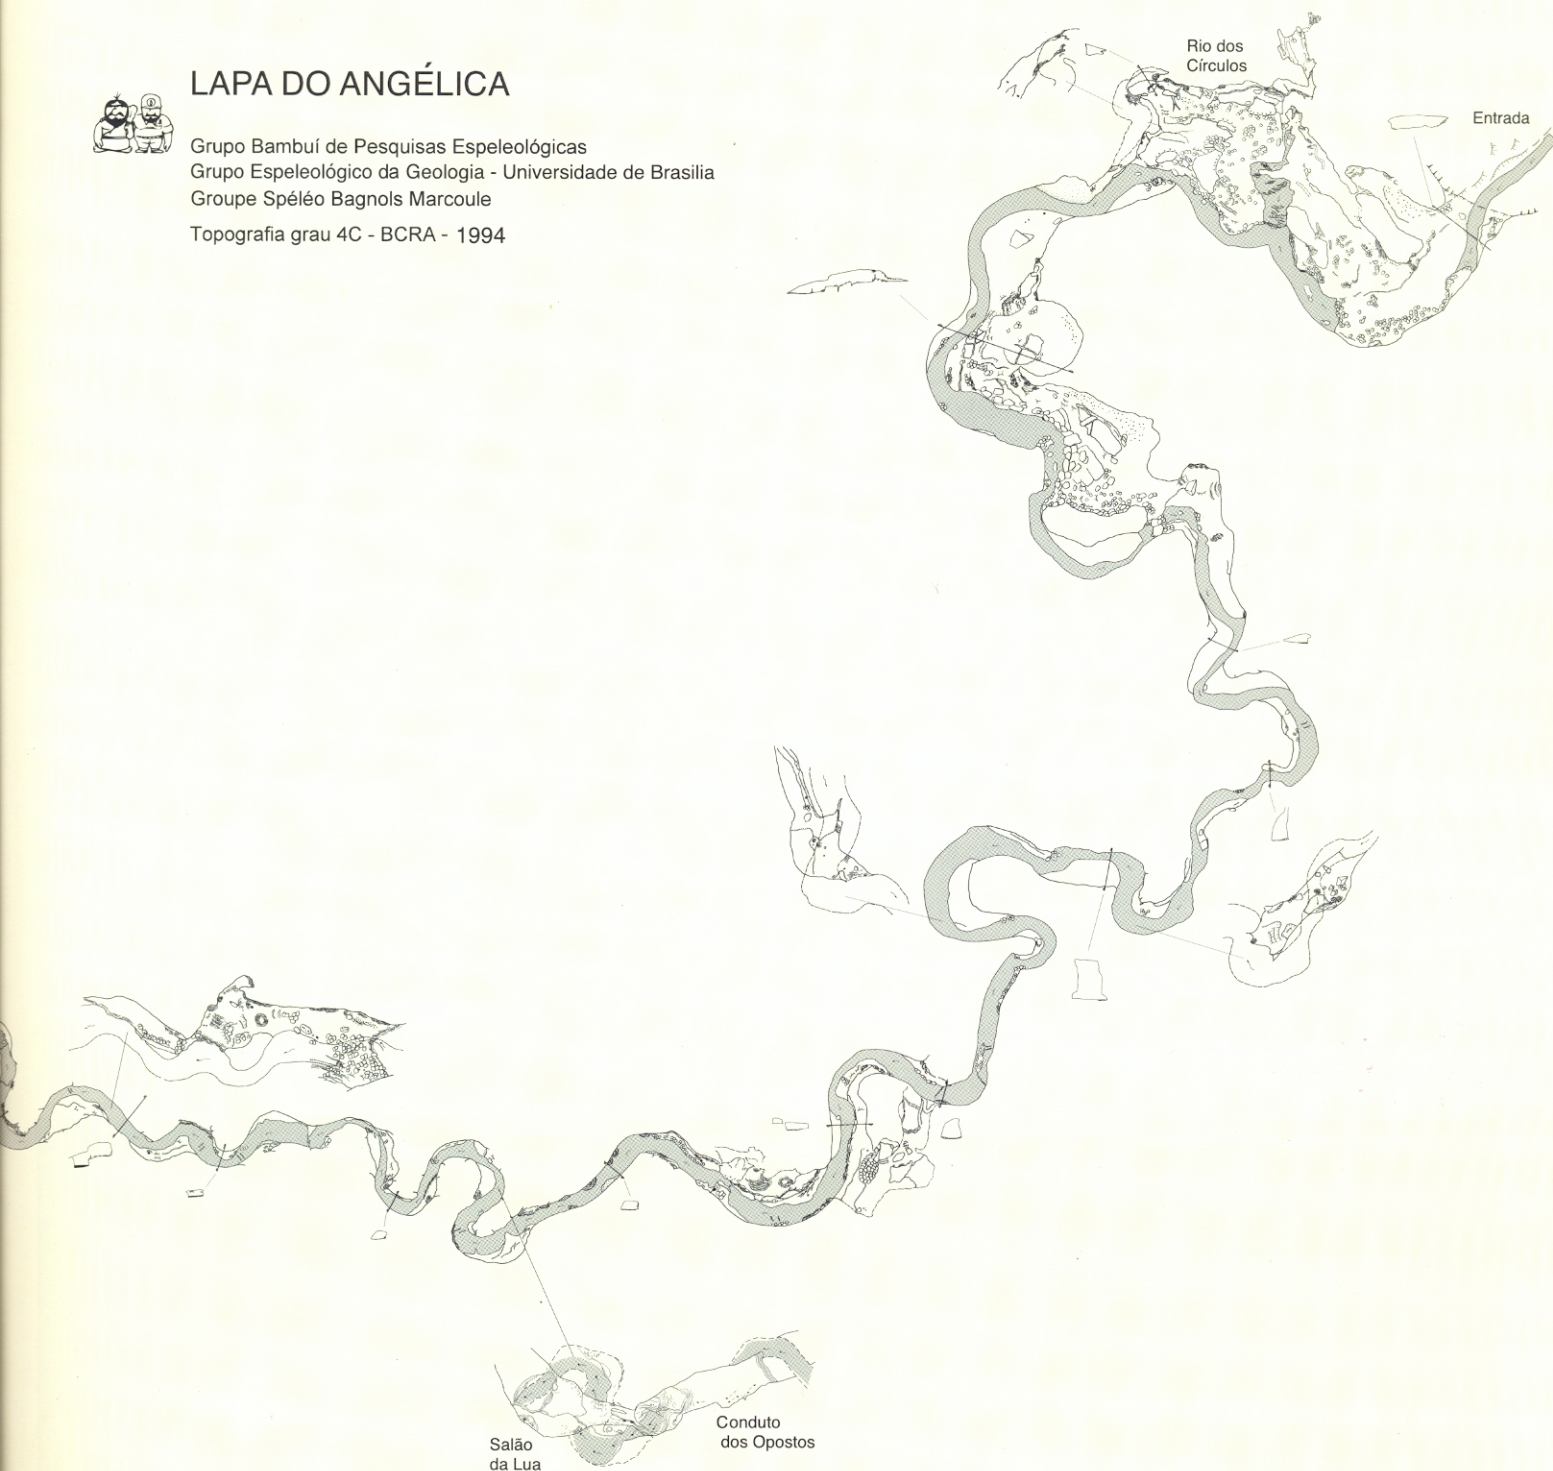 LAPA DO ANGÉLICA
Grupo Bambuí de Pesquisas Espeleológicas
Grupo Espeleológico da Geologia - Universidade de Brasilia
Groupe Spéléo Bagnols Marcoule
Topografia grau 4C - BCRA - 1994
Rio dos
Círculos
Entrada
Conduto
dos Opostos
Salão
da Lua